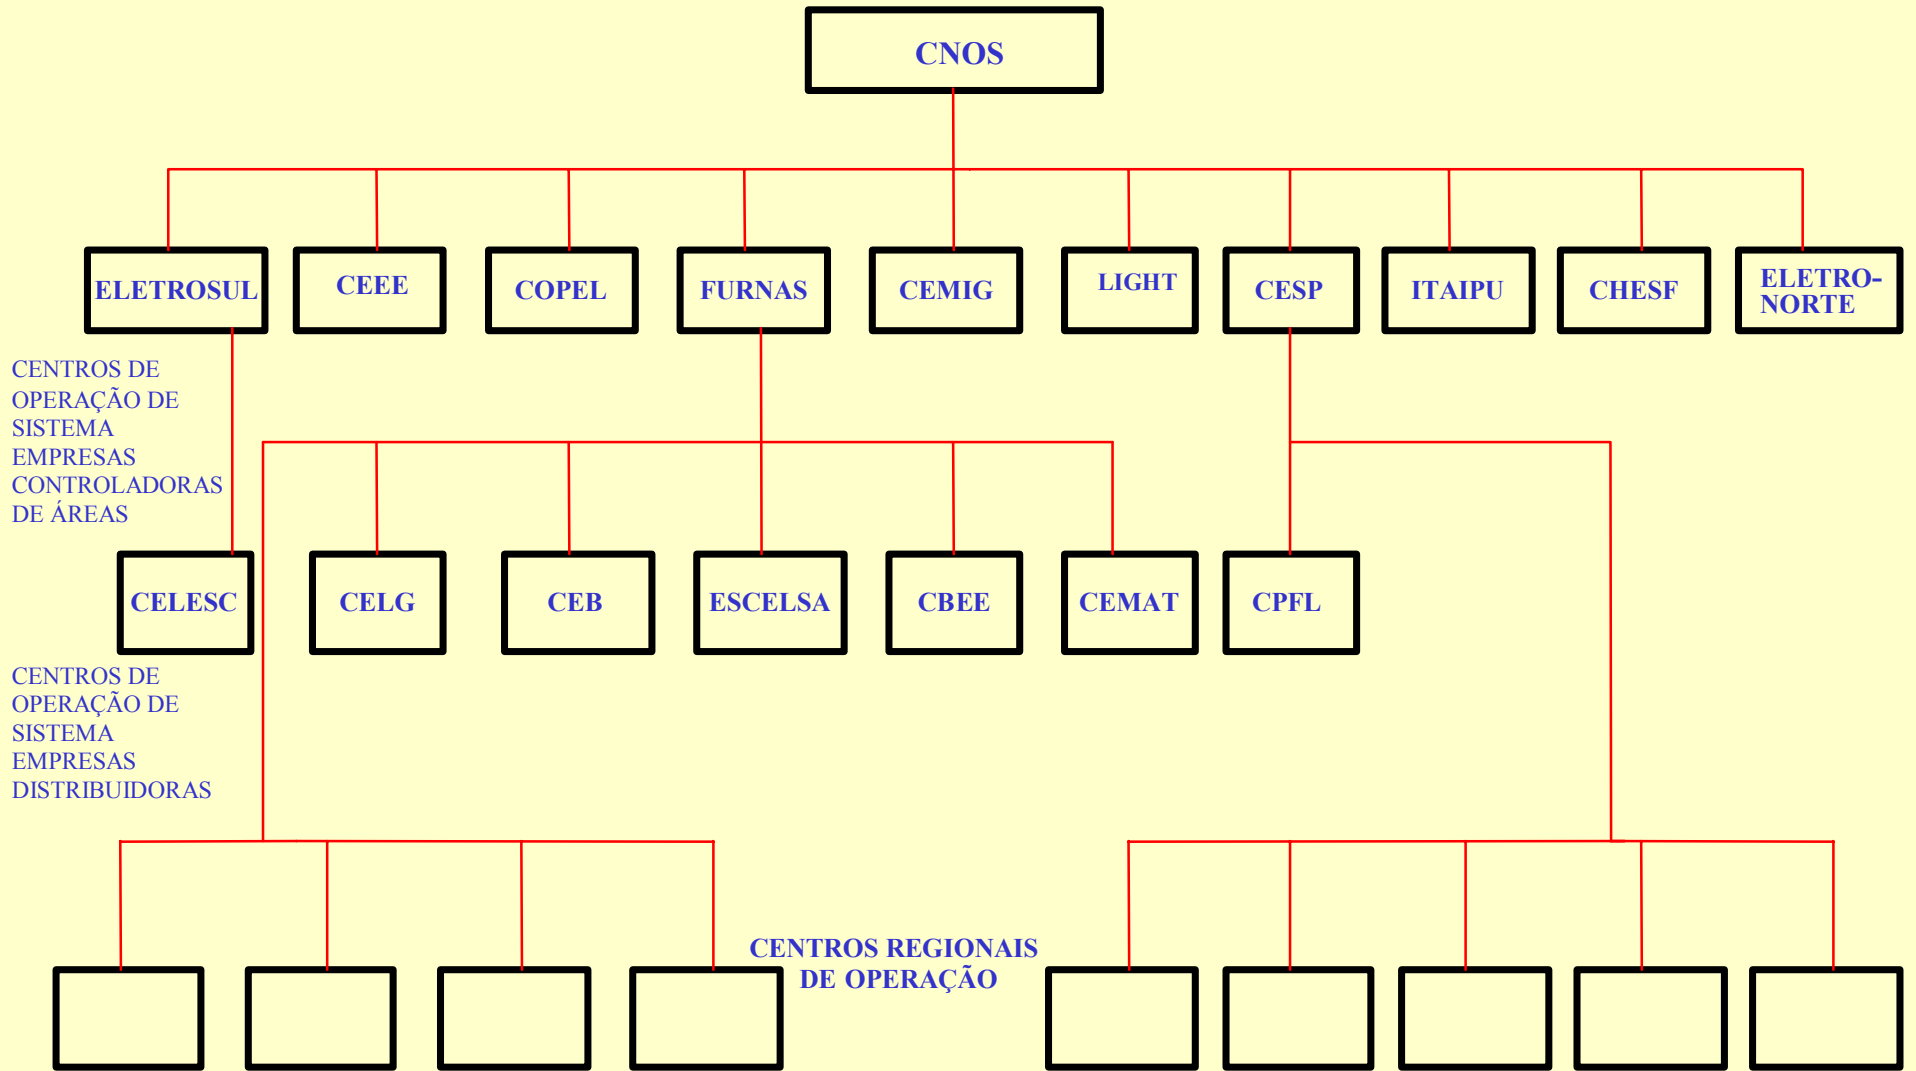 CNOS
ELETROSUL
CEEE
COPEL
FURNAS
CEMIG
LIGHT
CESP
ITAIPU
CHESF
ELETRO-
NORTE
CENTROS DE
OPERAÇÃO DE
SISTEMA
EMPRESAS
CONTROLADORAS
DE ÁREAS
CELESC
CELG
CEB
ESCELSA
CBEE
CEMAT
CPFL
CENTROS DE
OPERAÇÃO DE
SISTEMA
EMPRESAS
DISTRIBUIDORAS
CENTROS REGIONAIS
DE OPERAÇÃO